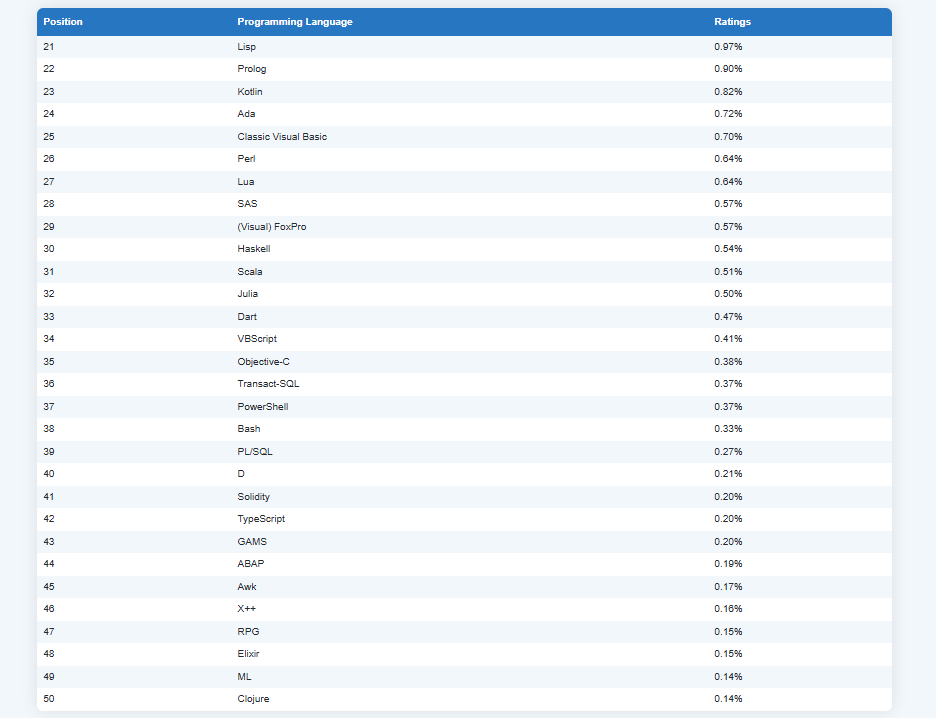 Position Programming Language Ratings
21 Lisp 0.97%
22 Prolog 0.90%
23 Kotlin 0.82%
24 Ada 0.72%
25 Classic Visual Basic 0.70%
26 Perl 0.64%
27 Lua 0.64%
28 SAS 0.57%
29 (Visual) FoxPro 0.57%
30 Haskell 0.54%
31 Scala 0.51%
32 Julia 0.50%
33 Dart 0.47%
34 VBScript 0.41%
35 Objective-C 0.38%
36 Transact-SQL 0.37%
37 PowerShell 0.37%
38 Bash 0.33%
39 PL/SQL 0.27%
40 D 0.21%
41 Solidity 0.20%
42 TypeScript 0.20%
43 GAMS 0.20%
44 ABAP 0.19%
45 Awk 0.17%
46 X++ 0.16%
47 RPG 0.15%
48 Elixir 0.15%
49 ML 0.14%
50 Clojure 0.14%